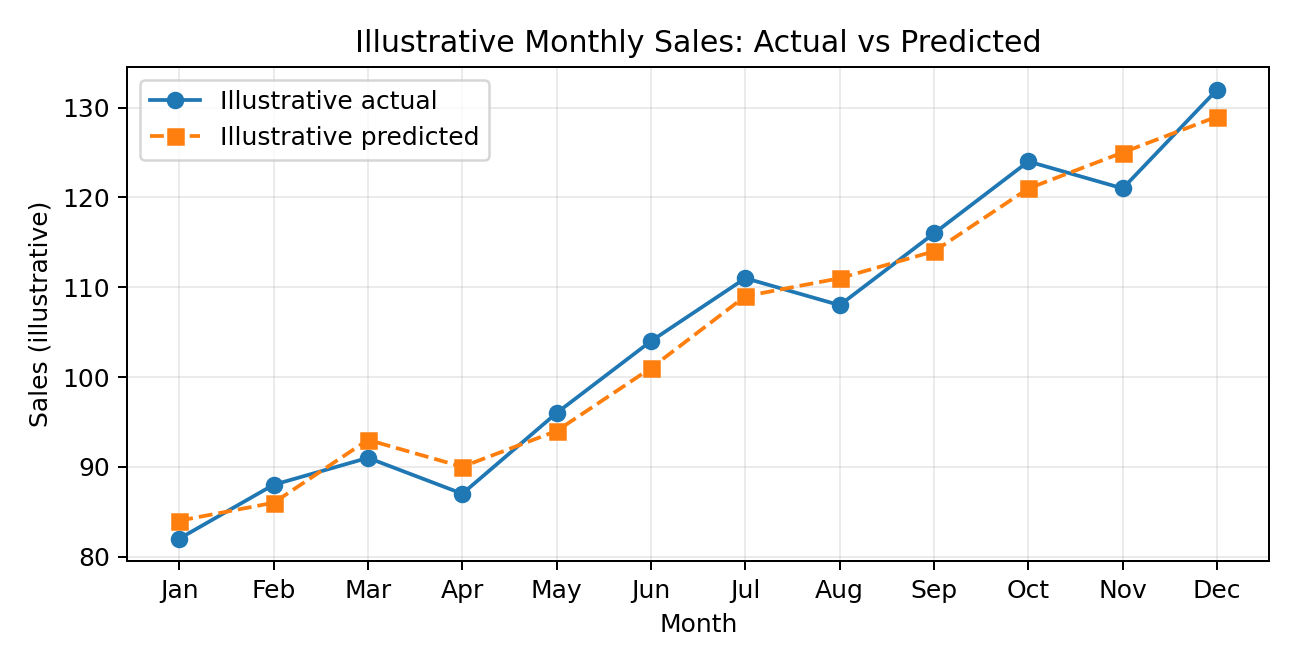 Illustrative Monthly Sales: Actual vs Predicted
Illustrative actual
Illustrative predicted
Sales (illustrative)
130
120
110
100
90
80
Jan Feb Mar Apr May Jun Jul Aug Sep Oct Nov Dec
Month